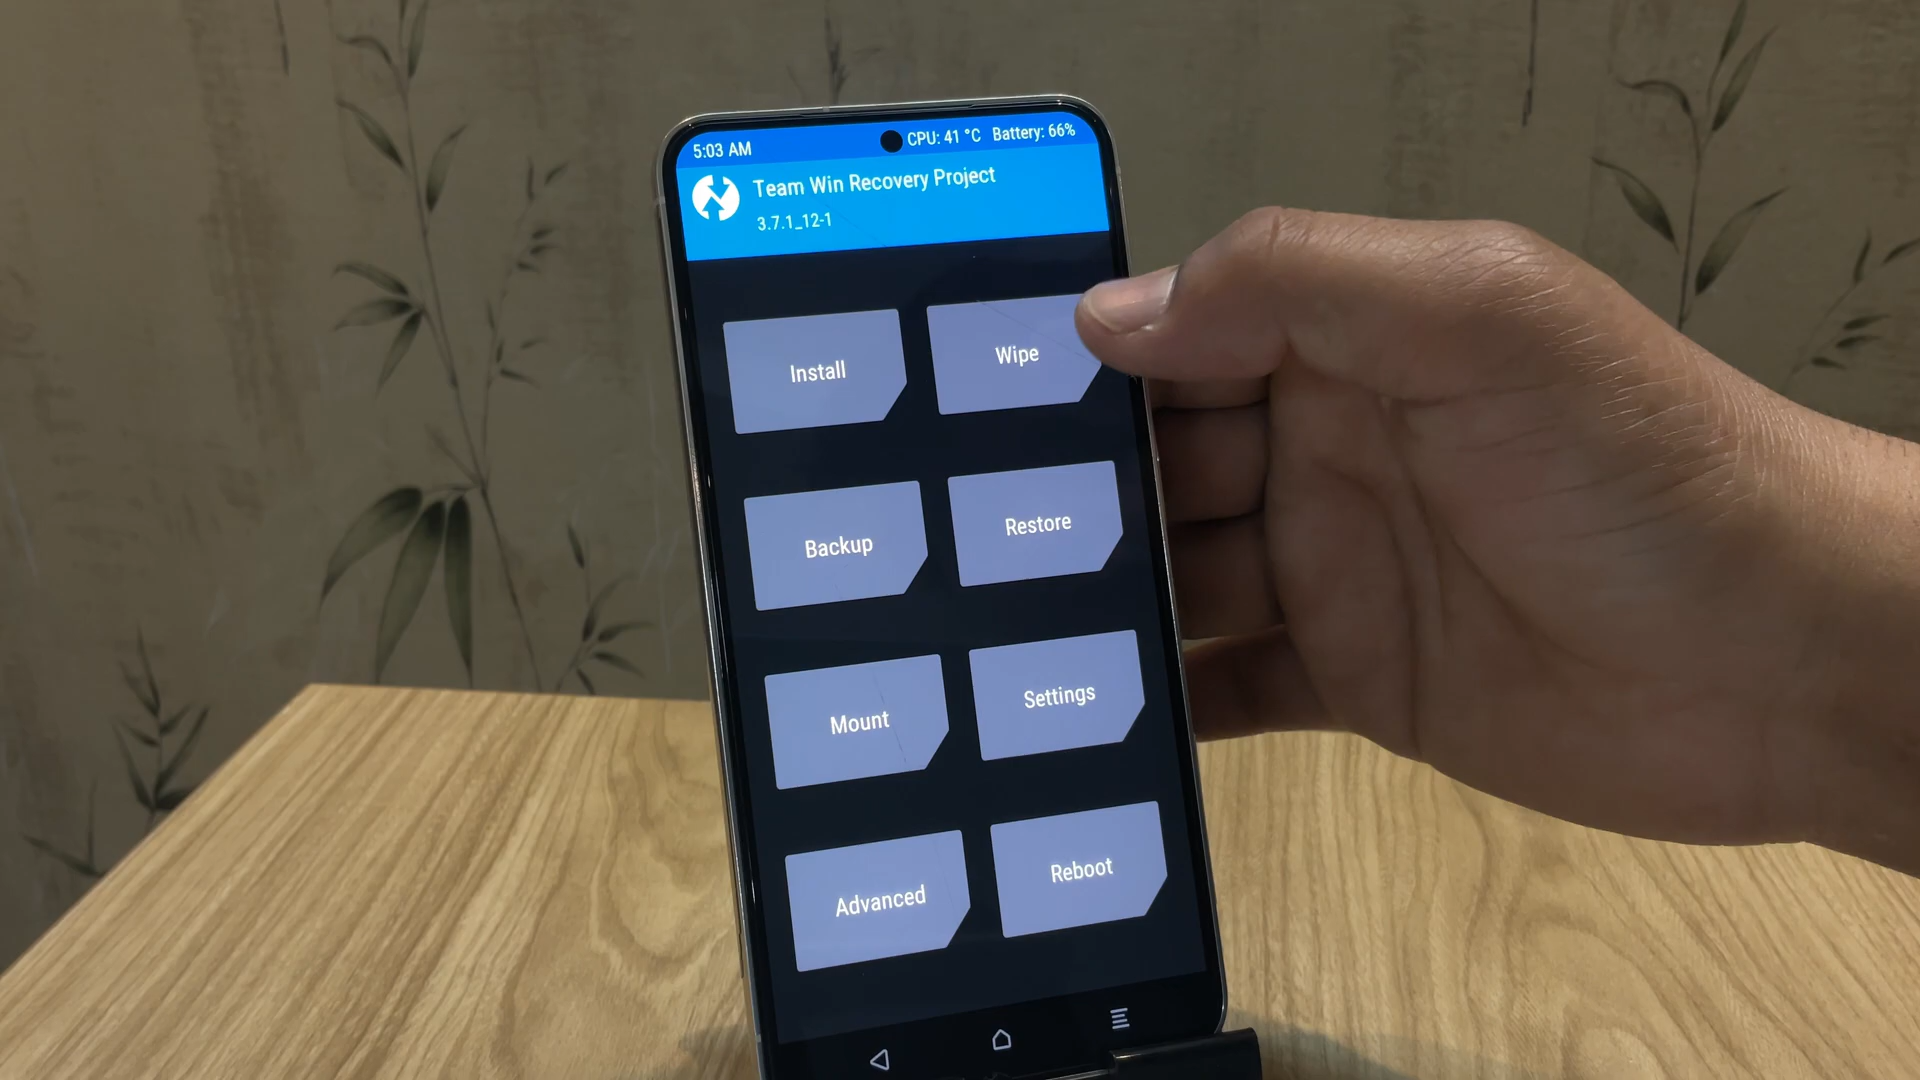 5:03 AM CPU: 41 °C Battery: 66%
Team Win Recovery Project
3.7.1_12-1
Install Wipe
Backup Restore
Mount Settings
Advanced Reboot